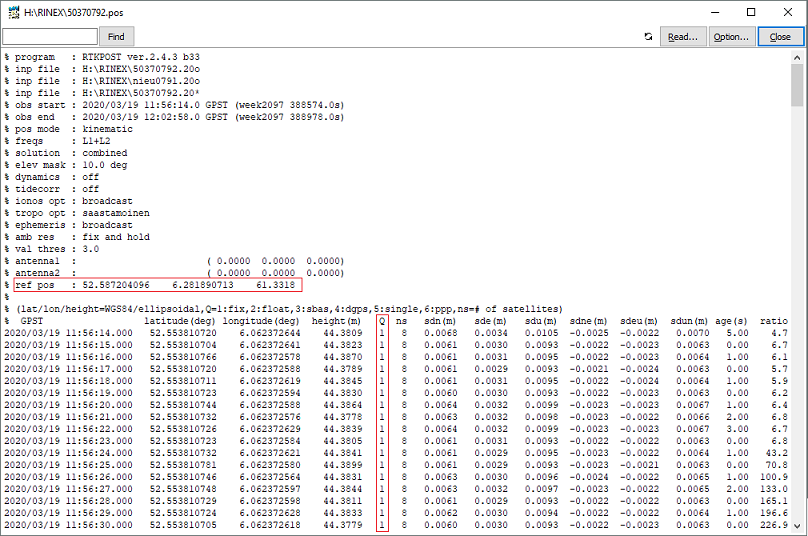 H:\RINEX\50370792.pos
Find Read... Option... Close
% program   : RTKPOST ver.2.4.3 b33
% inp file  : H:\RINEX\50370792.20o
% inp file  : H:\RINEX\nieu0791.20o
% inp file  : H:\RINEX\50370792.20*
% obs start : 2020/03/19 11:56:14.0 GPST (week2097 388574.0s)
% obs end   : 2020/03/19 12:02:58.0 GPST (week2097 388978.0s)
% pos mode  : kinematic
% freqs     : L1+L2
% solution  : combined
% elev mask : 10.0 deg
% dynamics  : off
% tidecorr  : off
% ionos opt : broadcast
% tropo opt : saastamoinen
% ephemeris : broadcast
% amb res   : fix and hold
% val thres : 3.0
% antenna1  :                       ( 0.0000  0.0000  0.0000)
% antenna2  :                       ( 0.0000  0.0000  0.0000)
% ref pos   : 52.587204096    6.281890713    61.3318
%
% (lat/lon/height=WGS84/ellipsoidal,Q=1:fix,2:float,3:sbas,4:dgps,5:single,6:ppp,ns=# of satellites)
%  GPST  latitude(deg) longitude(deg)  height(m)   Q  ns   sdn(m)   sde(m)   sdu(m)  sdne(m)  sdeu(m)  sdun(m) age(s)  ratio
2020/03/19 11:56:14.000   52.553810720    6.062372644    44.3809   1   8   0.0068   0.0034   0.0105  -0.0025  -0.0022   0.0070   5.00    4.7
2020/03/19 11:56:15.000   52.553810704    6.062372641    44.3823   1   8   0.0061   0.0030   0.0093  -0.0022  -0.0023   0.0063   0.00    6.7
2020/03/19 11:56:16.000   52.553810766    6.062372578    44.3870   1   8   0.0061   0.0031   0.0095  -0.0022  -0.0023   0.0064   1.00    6.1
2020/03/19 11:56:17.000   52.553810720    6.062372588    44.3789   1   8   0.0061   0.0029   0.0093  -0.0021  -0.0024   0.0063   0.00    5.7
2020/03/19 11:56:18.000   52.553810711    6.062372619    44.3845   1   8   0.0061   0.0031   0.0094  -0.0022  -0.0022   0.0064   1.00    5.9
2020/03/19 11:56:19.000   52.553810723    6.062372594    44.3830   1   8   0.0060   0.0030   0.0093  -0.0022  -0.0023   0.0063   0.00    6.2
2020/03/19 11:56:20.000   52.553810744    6.062372588    44.3864   1   8   0.0064   0.0032   0.0099  -0.0023  -0.0023   0.0067   1.00    6.4
2020/03/19 11:56:21.000   52.553810732    6.062372576    44.3778   1   8   0.0063   0.0032   0.0098  -0.0023  -0.0022   0.0066   2.00    6.8
2020/03/19 11:56:22.000   52.553810726    6.062372629    44.3839   1   8   0.0064   0.0032   0.0099  -0.0023  -0.0023   0.0067   3.00    6.7
2020/03/19 11:56:23.000   52.553810723    6.062372584    44.3805   1   8   0.0061   0.0031   0.0093  -0.0022  -0.0022   0.0063   0.00    6.8
2020/03/19 11:56:24.000   52.553810732    6.062372621    44.3841   1   8   0.0061   0.0029   0.0095  -0.0023  -0.0022   0.0064   1.00   43.2
2020/03/19 11:56:25.000   52.553810781    6.062372580    44.3899   1   8   0.0061   0.0029   0.0093  -0.0023  -0.0021   0.0063   0.00   70.8
2020/03/19 11:56:26.000   52.553810746    6.062372564    44.3831   1   8   0.0063   0.0030   0.0096  -0.0024  -0.0022   0.0065   1.00  100.9
2020/03/19 11:56:27.000   52.553810748    6.062372597    44.3844   1   8   0.0063   0.0032   0.0097  -0.0023  -0.0022   0.0065   2.00  133.0
2020/03/19 11:56:28.000   52.553810729    6.062372598    44.3811   1   8   0.0061   0.0029   0.0093  -0.0022  -0.0023   0.0063   0.00  165.1
2020/03/19 11:56:29.000   52.553810724    6.062372628    44.3833   1   8   0.0062   0.0030   0.0094  -0.0022  -0.0023   0.0064   1.00  196.6
2020/03/19 11:56:30.000   52.553810705    6.062372618    44.3779   1   8   0.0060   0.0030   0.0093  -0.0022  -0.0023   0.0063   0.00  226.9